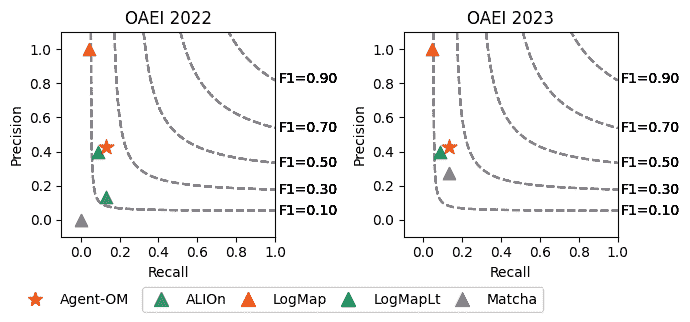 OAEI 2022
OAEI 2023
Precision
1.0
0.8
0.6
0.4
0.2
0.0
0.0 0.2 0.4 0.6 0.8 1.0
Recall
F1=0.90
F1=0.70
F1=0.50
F1=0.30
F1=0.10
Precision
1.0
0.8
0.6
0.4
0.2
0.0
0.0 0.2 0.4 0.6 0.8 1.0
Recall
F1=0.90
F1=0.70
F1=0.50
F1=0.30
F1=0.10
Agent-OM ALIOn LogMap LogMapLt Matcha